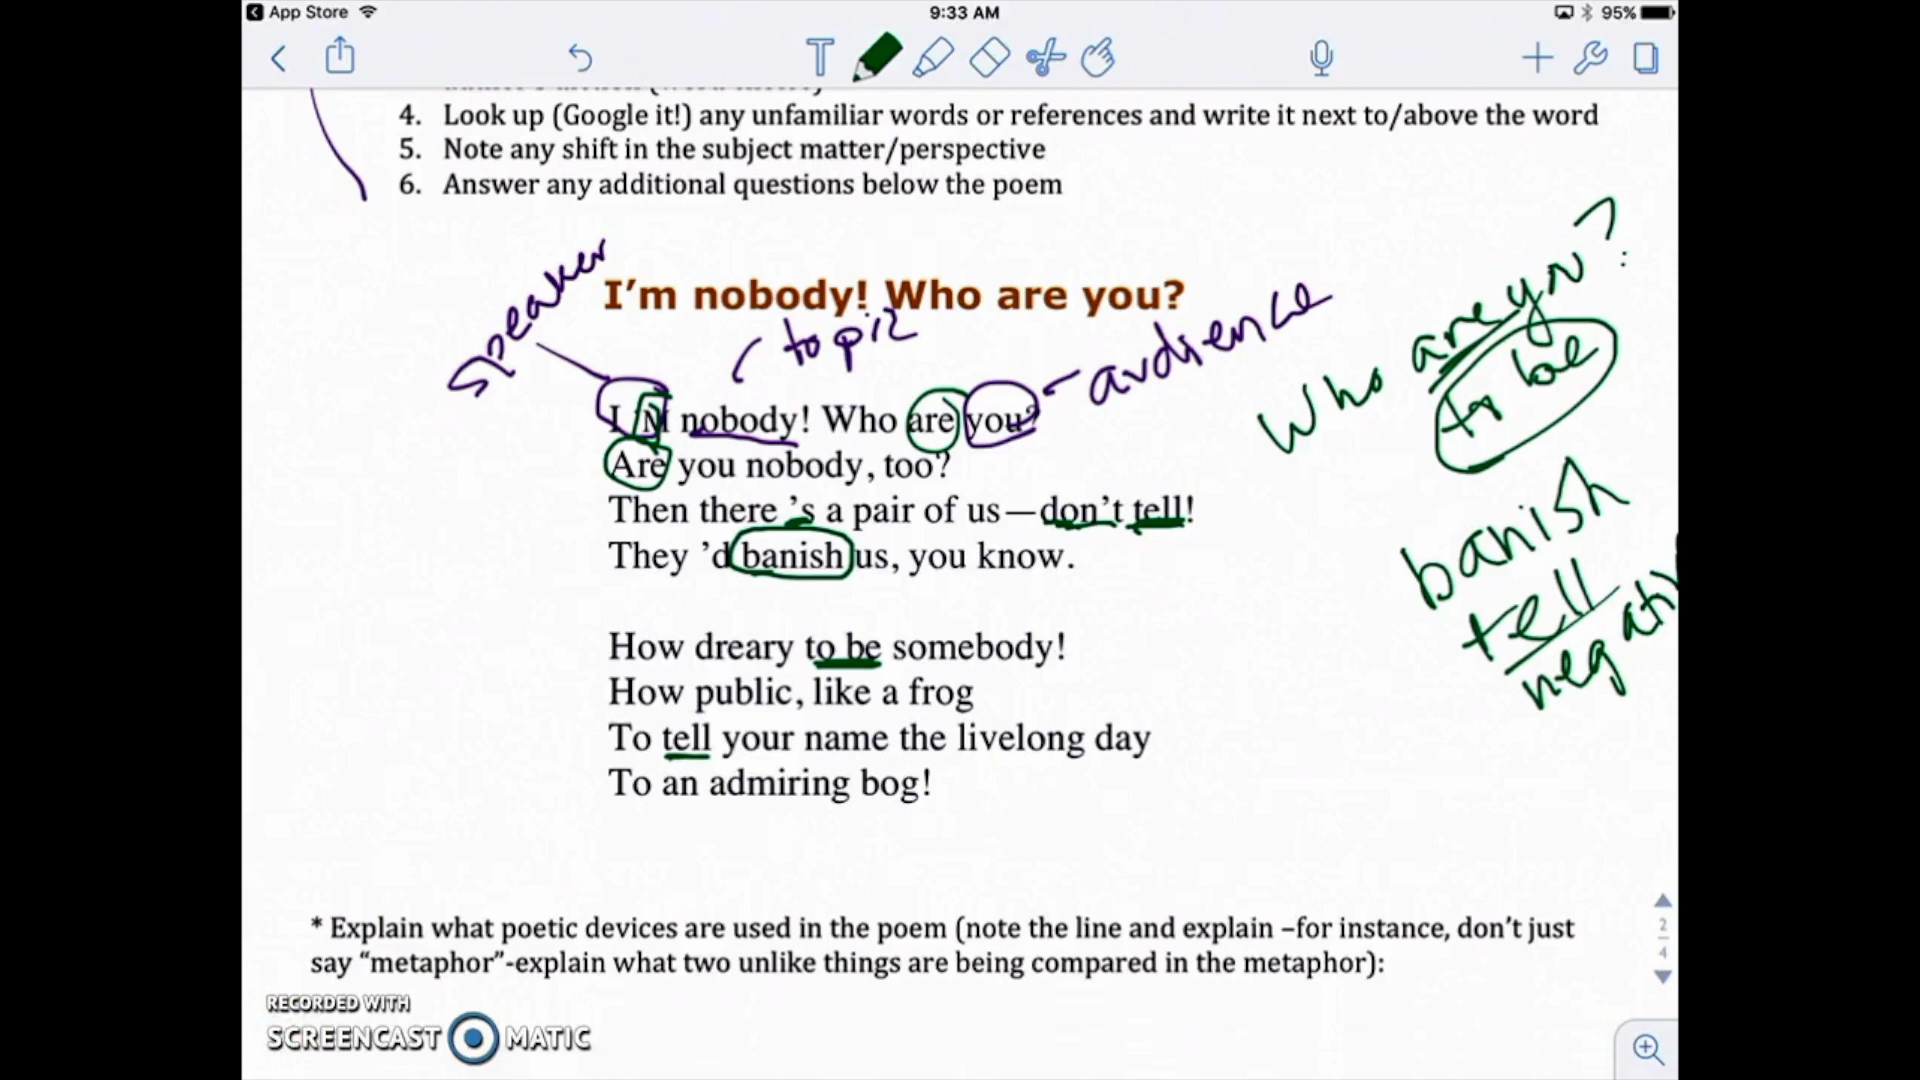 App Store
9:33 AM
95%
4. Look up (Google it!) any unfamiliar words or references and write it next to/above the word
5. Note any shift in the subject matter/perspective
6. Answer any additional questions below the poem
Speaker
I'm nobody! Who are you?
topic
audience
Who are you?
to be
I 'M nobody! Who are you?
Are you nobody, too?
Then there 's a pair of us—don't tell!
They 'd banish us, you know.
banish
tell
negati
How dreary to be somebody!
How public, like a frog
To tell your name the livelong day
To an admiring bog!
* Explain what poetic devices are used in the poem (note the line and explain –for instance, don't just
say "metaphor"-explain what two unlike things are being compared in the metaphor):
2
4
RECORDED WITH
SCREENCAST MATIC